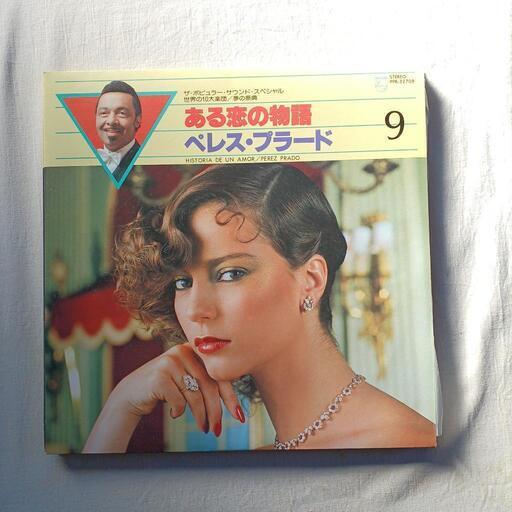 ザ・ポピュラー・サウンド・スペシャル
世界の10大楽団/夢の祭典
ある恋の物語
ペレス・プラード
HISTORIA DE UN AMOR/PEREZ PRADO
9
STEREO